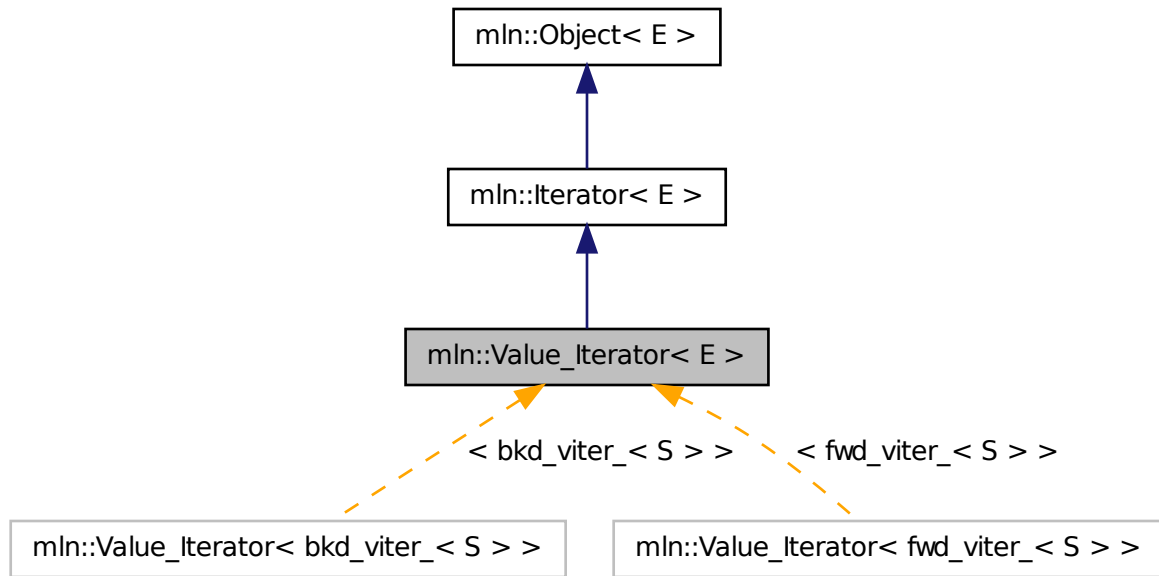 mln::Object< E >
mln::Iterator< E >
mln::Value_Iterator< E >
< bkd_viter_< S > >
< fwd_viter_< S > >
mln::Value_Iterator< bkd_viter_< S > >
mln::Value_Iterator< fwd_viter_< S > >